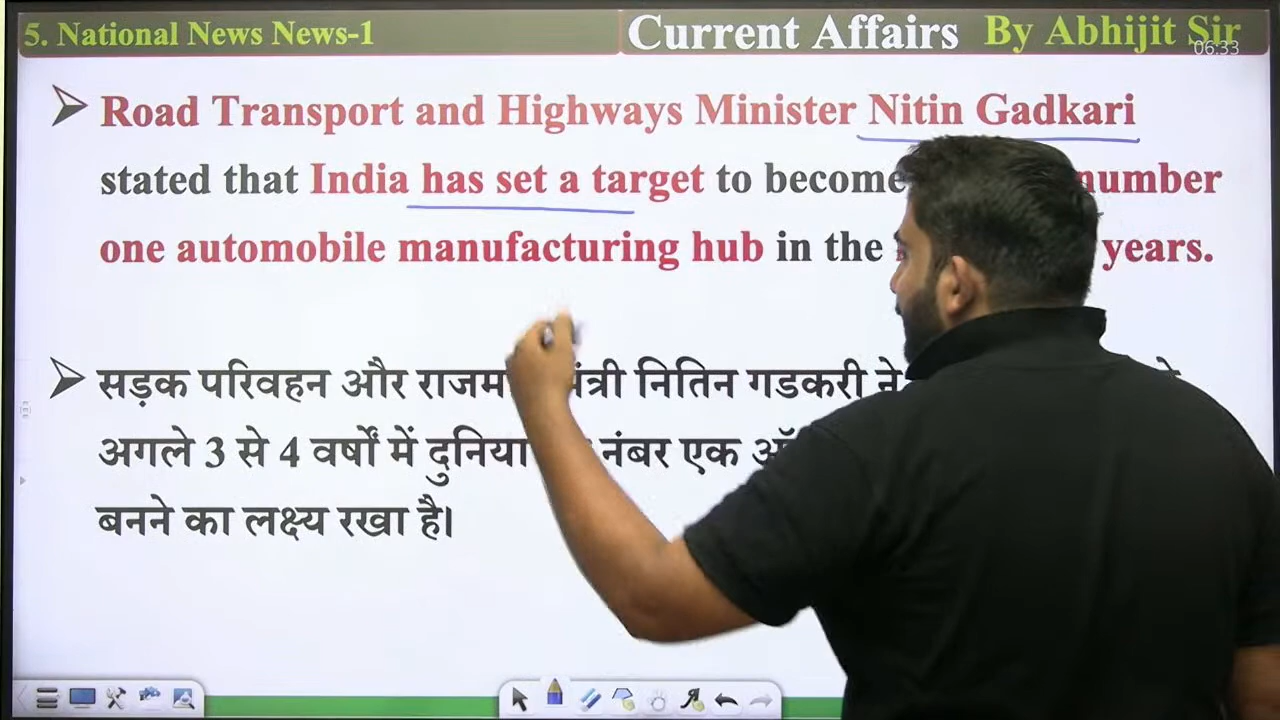 5. National News News-1
Current Affairs By Abhijit Sir
06:33
Road Transport and Highways Minister Nitin Gadkari
stated that India has set a target to become number
one automobile manufacturing hub in the years.
सड़क परिवहन और नितिन गडकरी ने
अगले 3 से 4 वर्षों में दुनिया नंबर एक
बनने का लक्ष्य रखा है।